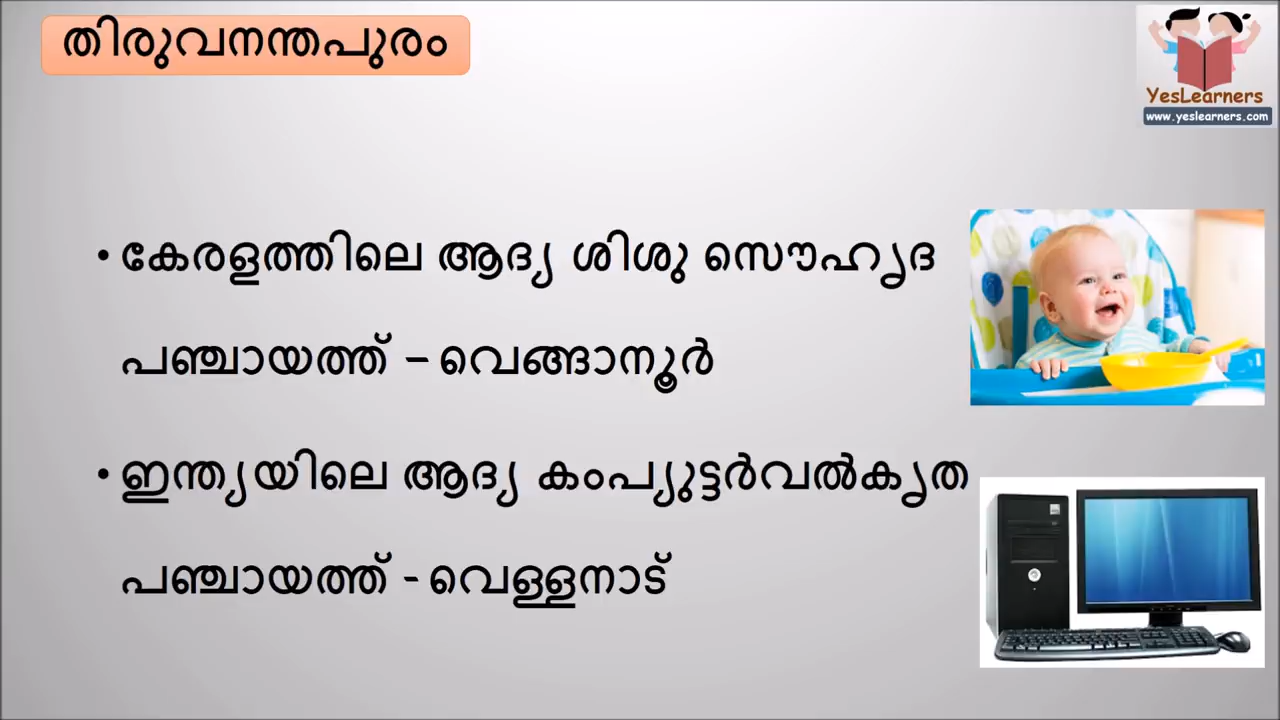 തിരുവനന്തപുരം
YesLearners
www.yeslearners.com
• കേരളത്തിലെ ആദ്യ ശിശു സൌഹൃദ
പഞ്ചായത്ത് – വെങ്ങാനൂർ
• ഇന്ത്യയിലെ ആദ്യ കംപ്യുട്ടർവൽകൃത
പഞ്ചായത്ത് - വെള്ളനാട്